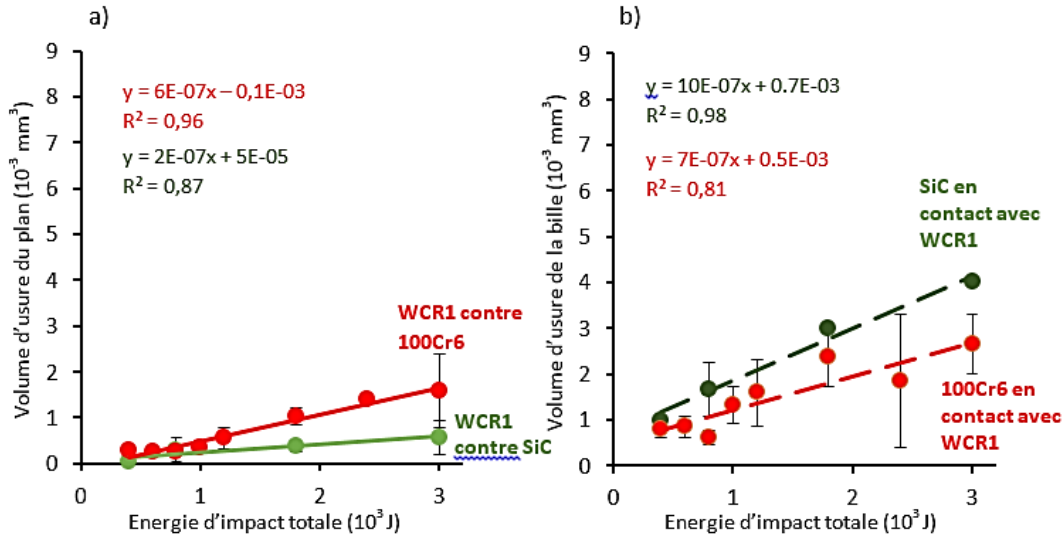 a)
Volume d'usure du plan (10⁻³ mm³)
9
8
7
6
5
4
3
2
1
0
y = 6E-07x – 0,1E-03
R² = 0,96
y = 2E-07x + 5E-05
R² = 0,87
WCR1 contre
100Cr6
WCR1
contre SiC
0
1
2
3
Energie d'impact totale (10³ J)
b)
Volume d'usure de la bille (10⁻³ mm³)
9
8
7
6
5
4
3
2
1
0
y = 10E-07x + 0.7E-03
R² = 0,98
y = 7E-07x + 0.5E-03
R² = 0,81
SiC en
contact avec
WCR1
100Cr6 en
contact avec
WCR1
0
1
2
3
Energie d'impact totale (10³ J)